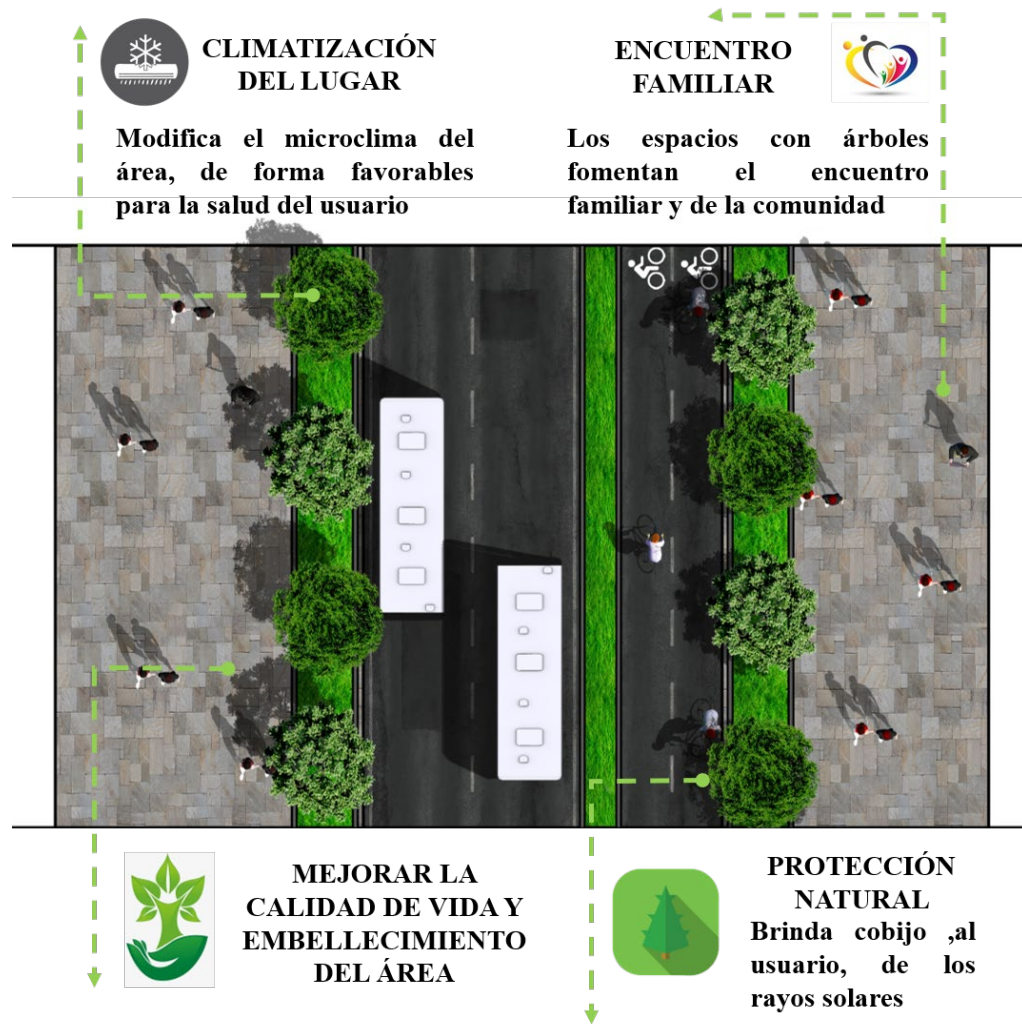 CLIMATIZACIÓN
DEL LUGAR
Modifica el microclima del
área, de forma favorables
para la salud del usuario
ENCUENTRO
FAMILIAR
Los espacios con árboles
fomentan el encuentro
familiar y de la comunidad
MEJORAR LA
CALIDAD DE VIDA Y
EMBELLECIMIENTO
DEL ÁREA
PROTECCIÓN
NATURAL
Brinda cobijo ,al
usuario, de los
rayos solares